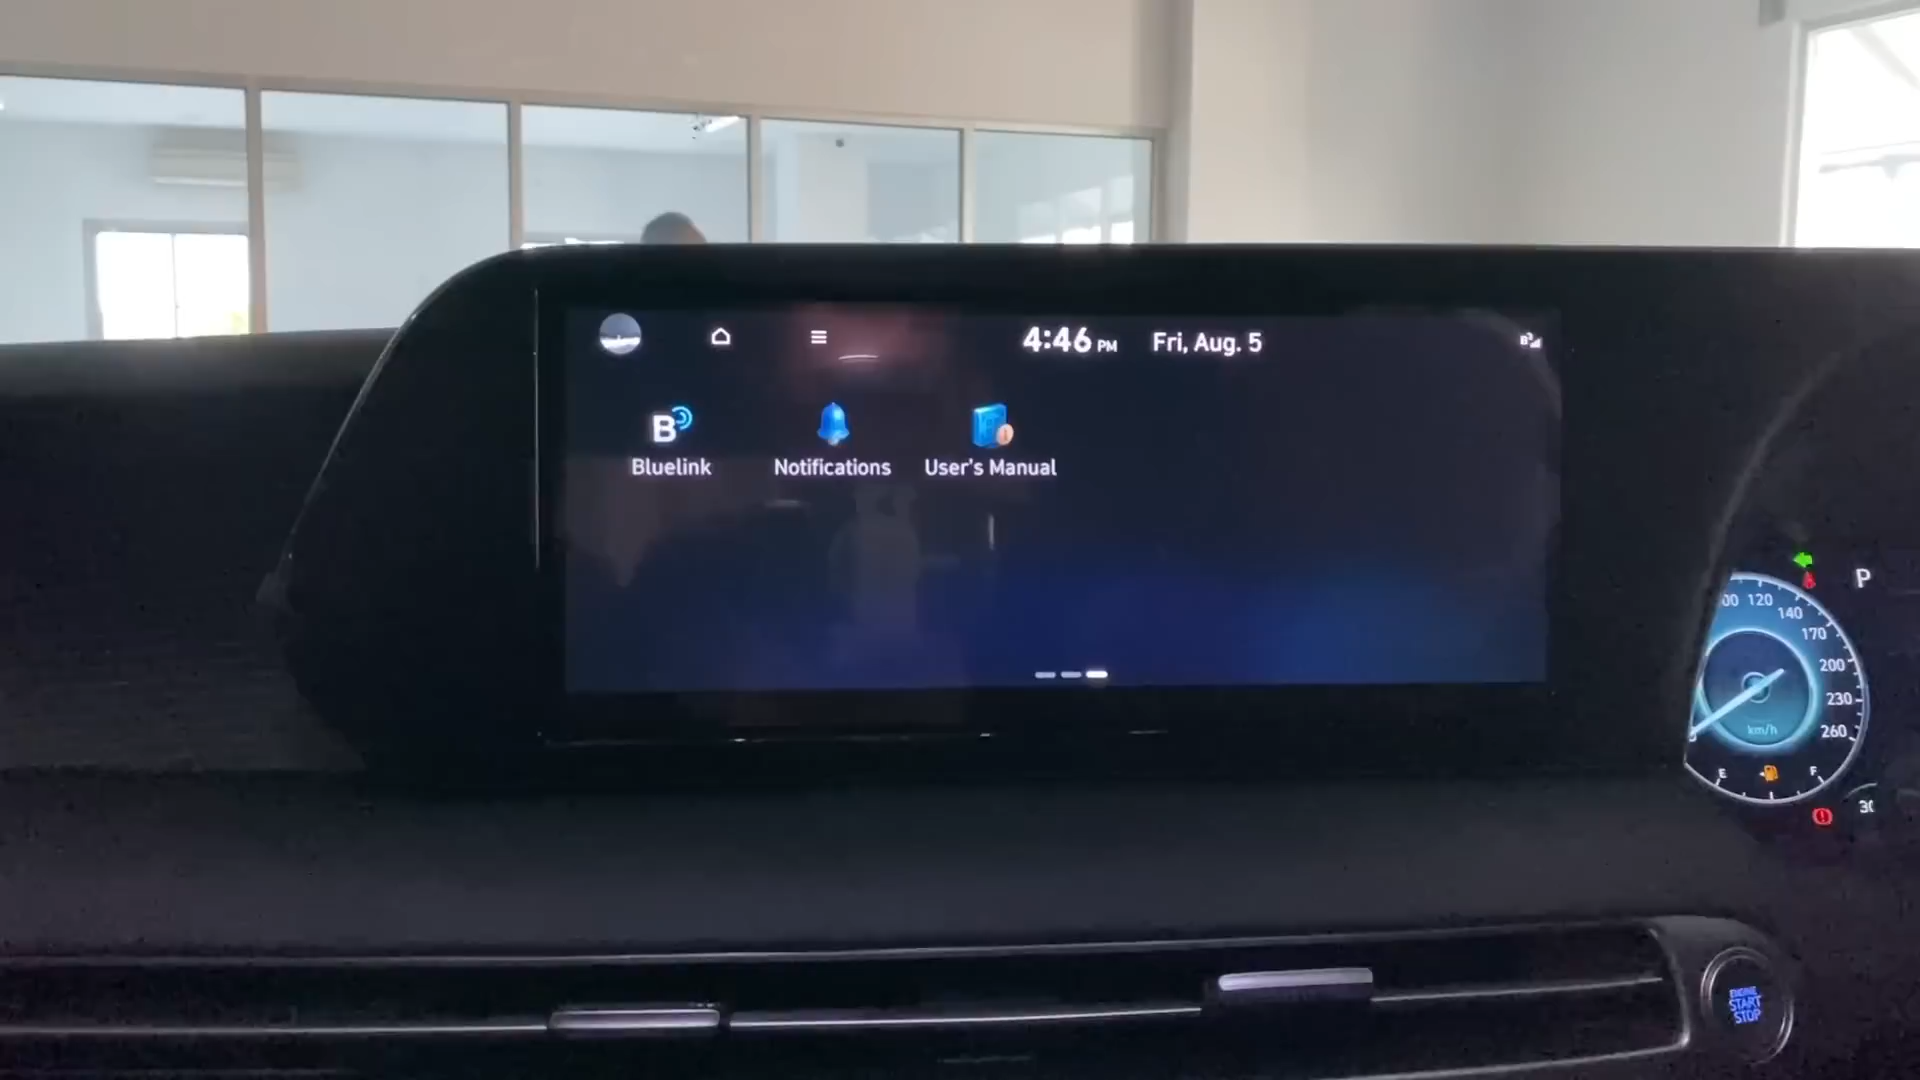 4:46 PM Fri, Aug. 5
B
Bluelink
Notifications
User's Manual
P
120
140
170
200
230
260
km/h
E
F
ENGINE
START
STOP